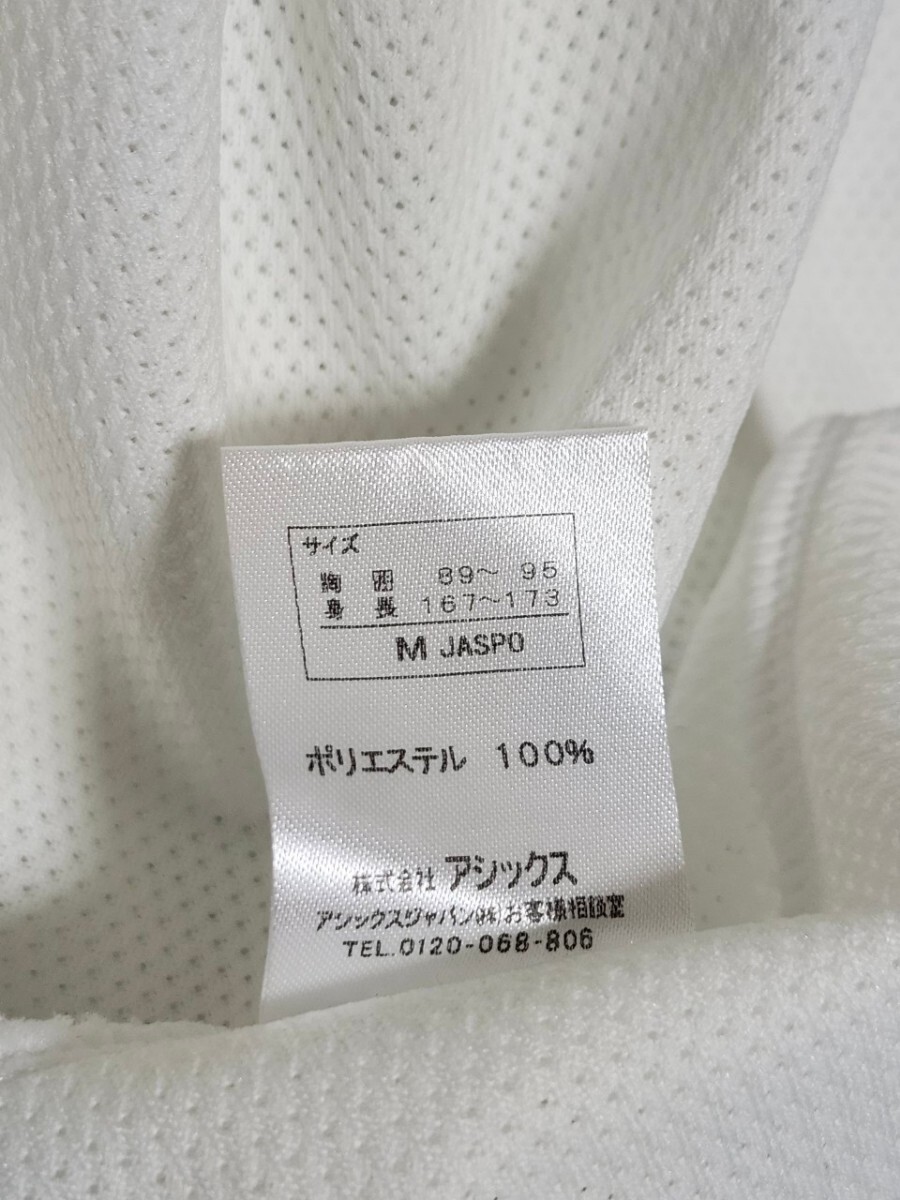 サイズ
胸囲 89～95
身長 167～173
M JASPO
ポリエステル 100%
株式会社 アシックス
アシックスジャパン(株)お客様相談室
TEL.0120-068-806